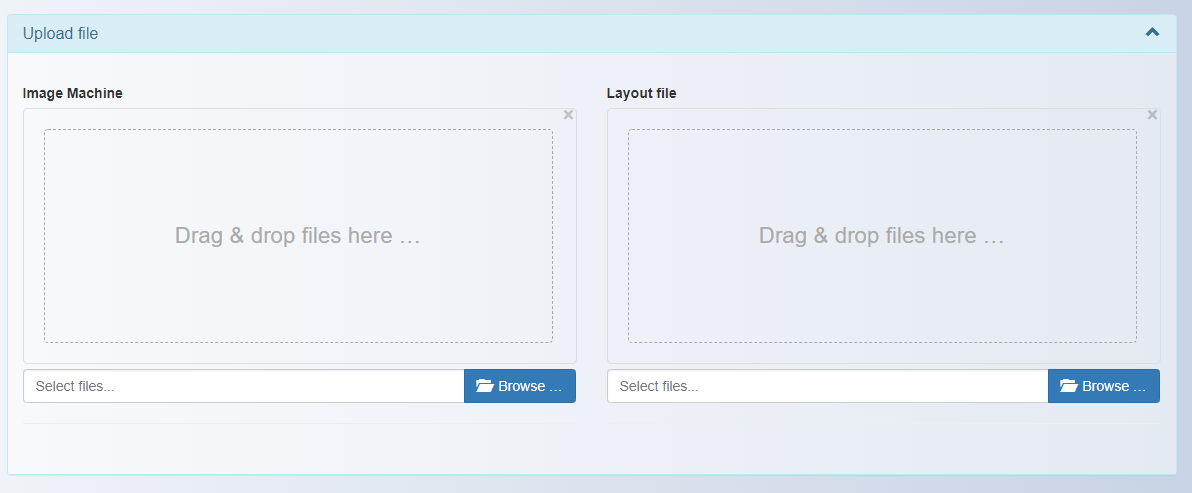 Upload file
Image Machine
Layout file
Drag & drop files here …
Drag & drop files here …
Select files...
Browse …
Select files...
Browse …